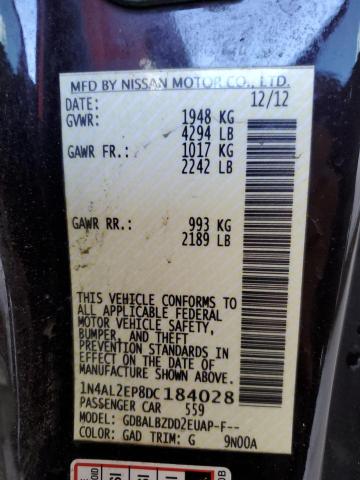 MFD BY NISSAN MOTOR CO., LTD.
DATE: 12/12
GVWR: 1948 KG
4294 LB
GAWR FR.: 1017 KG
2242 LB
GAWR RR.: 993 KG
2189 LB
THIS VEHICLE CONFORMS TO
ALL APPLICABLE FEDERAL
MOTOR VEHICLE SAFETY,
BUMPER, AND THEFT
PREVENTION STANDARDS IN
EFFECT ON THE DATE OF
MANUFACTURE SHOWN ABOVE.
1N4AL2EP8DC184028
PASSENGER CAR 559
MODEL: GDBALBZDD2EUAP-F--
COLOR: GAD TRIM: G 9N00A